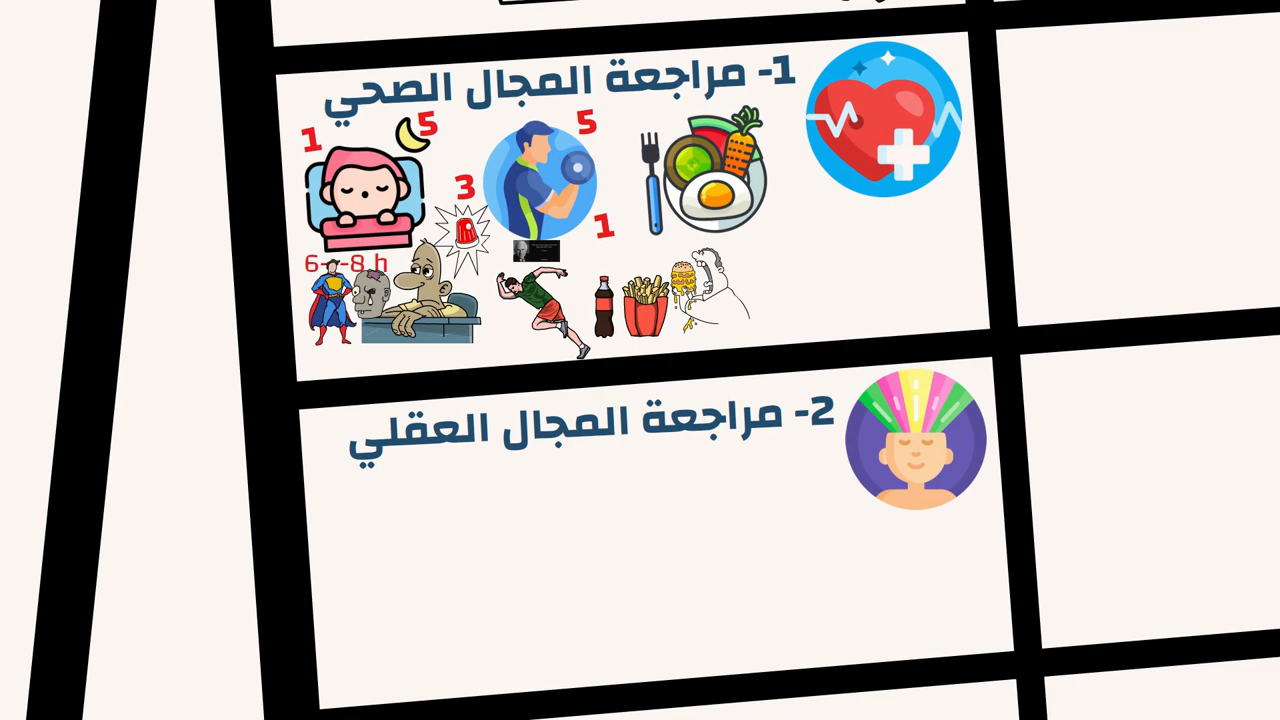 1- مراجعة المجال الصحي
5
5
1
3
1
6--8 h
2- مراجعة المجال العقلي